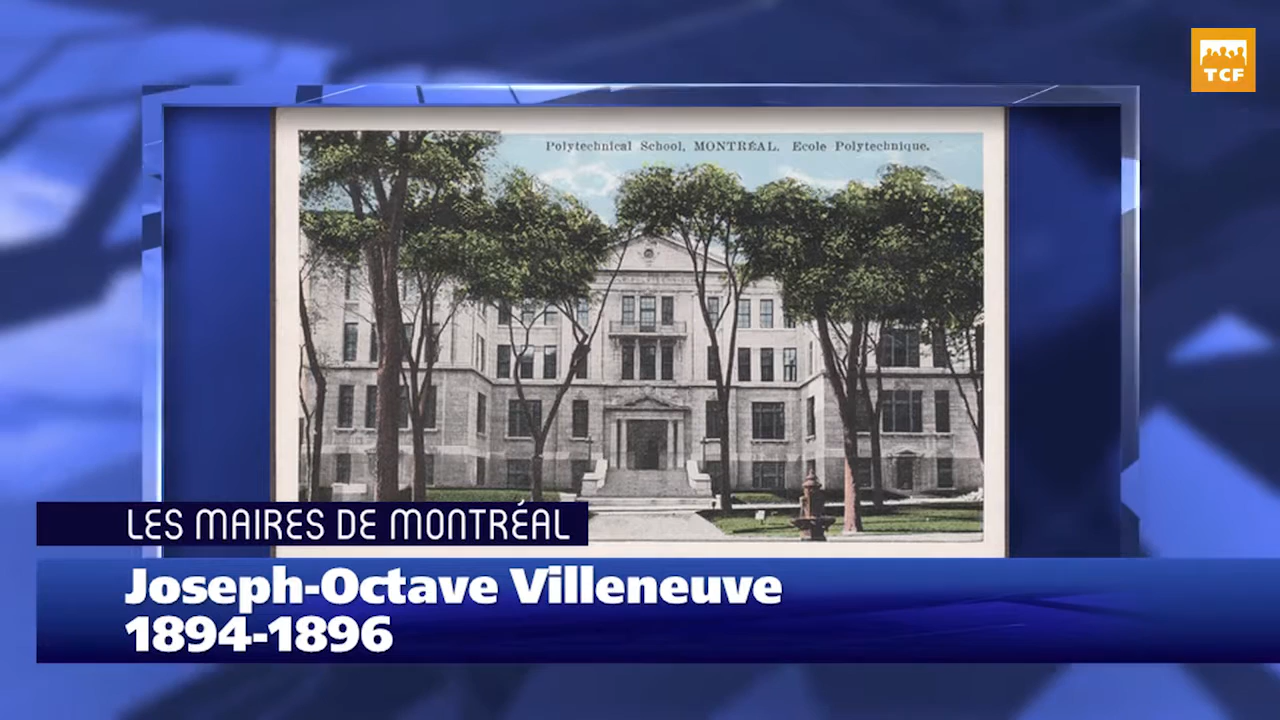 TCF
Polytechnical School, MONTRÉAL. Ecole Polytechnique.
LES MAIRES DE MONTRÉAL
Joseph-Octave Villeneuve
1894-1896